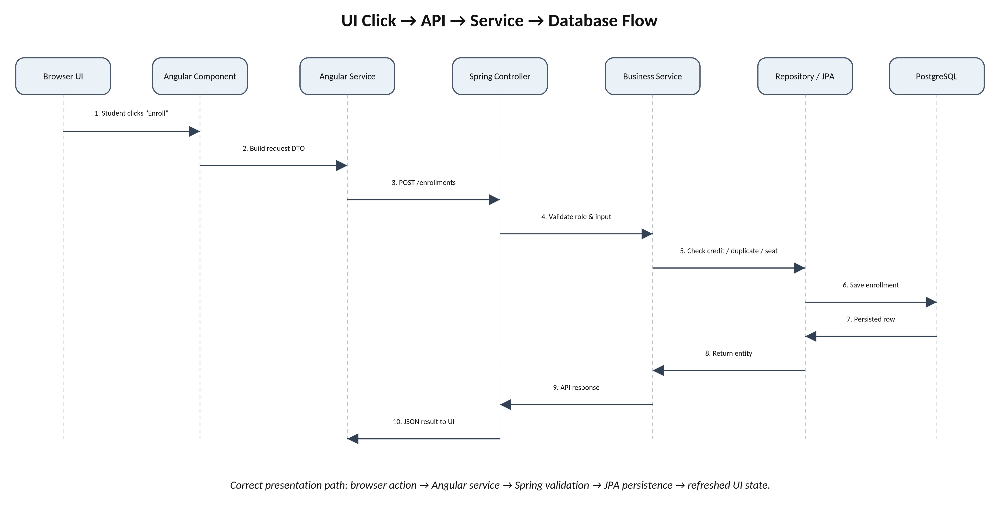 UI Click → API → Service → Database Flow
Browser UI
Angular Component
Angular Service
Spring Controller
Business Service
Repository / JPA
PostgreSQL
1. Student clicks "Enroll"
2. Build request DTO
3. POST /enrollments
4. Validate role & input
5. Check credit / duplicate / seat
6. Save enrollment
7. Persisted row
8. Return entity
9. API response
10. JSON result to UI
Correct presentation path: browser action → Angular service → Spring validation → JPA persistence → refreshed UI state.